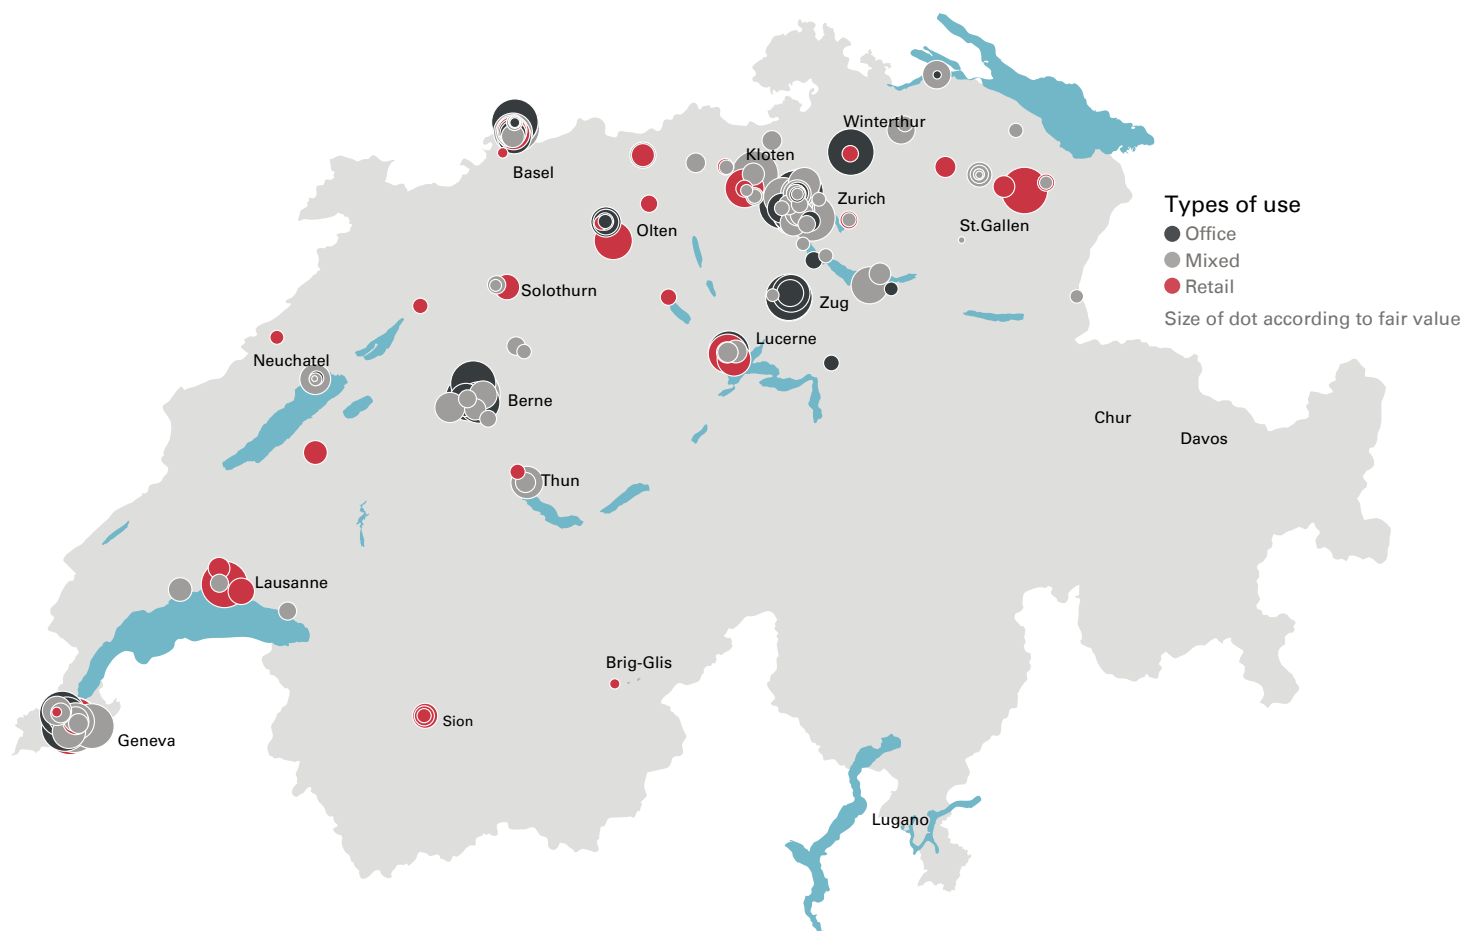 Winterthur
Kloten
Basel
Zurich
Types of use
Office
St.Gallen
Olten
Mixed
Retail
Solothurn
Zug
Size of dot according to fair value
Lucerne
Neuchatel
Berne
Chur
Davos
Thun
Lausanne
Brig-Glis
Sion
Geneva
Lugano